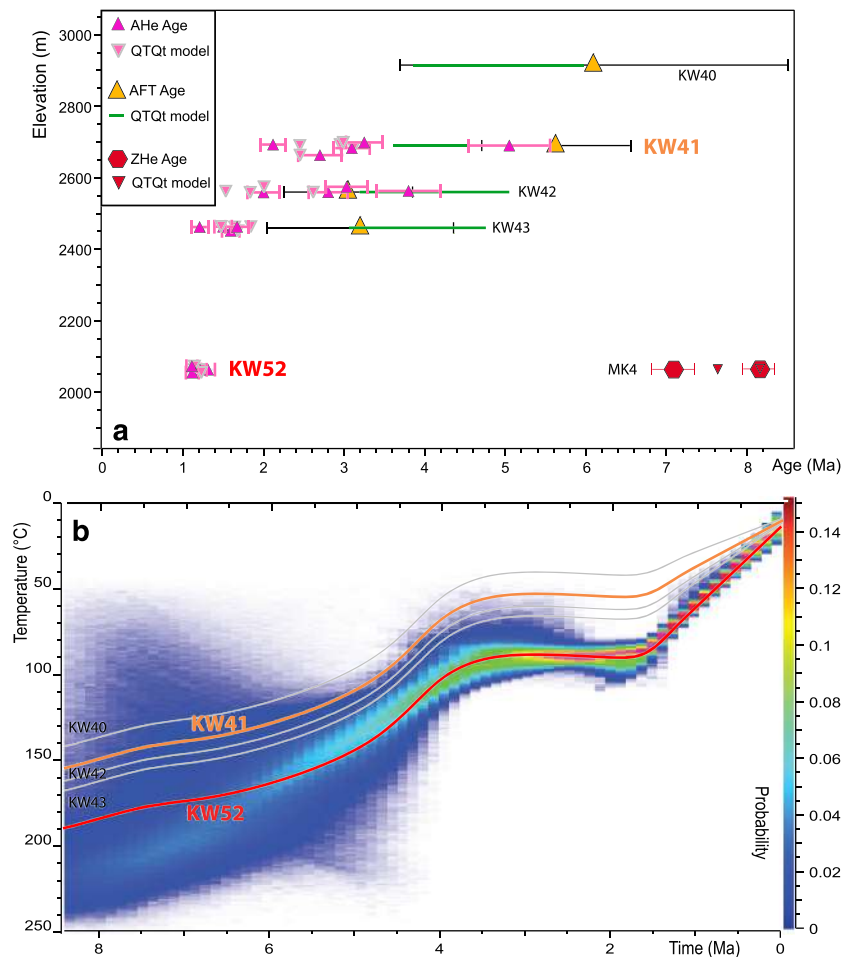 3000
2800
2600
2400
2200
2000
Elevation (m)
AHe Age
QTQt model
AFT Age
QTQt model
ZHe Age
QTQt model
KW40
KW41
KW42
KW43
KW52
MK4
a
0 1 2 3 4 5 6 7 8 Age (Ma)
b
0
50
100
150
200
250
Temperature (°C)
KW40
KW41
KW42
KW43
KW52
8 6 4 2 Time (Ma) 0
Probability
0.14
0.12
0.1
0.08
0.06
0.04
0.02
0